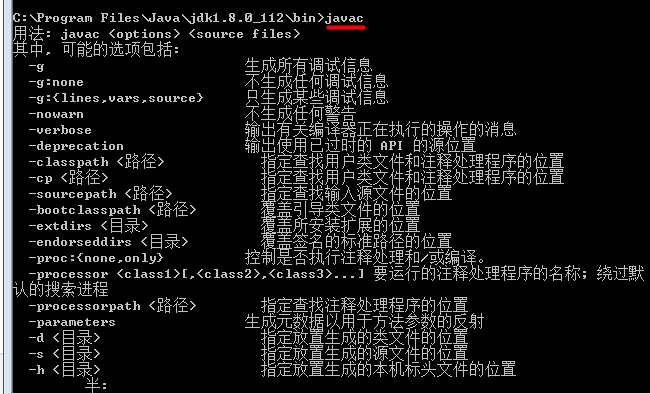 C:\Program Files\Java\jdk1.8.0_112\bin>javac
用法: javac <options> <source files>
其中, 可能的选项包括:
-g 生成所有调试信息
-g:none 不生成任何调试信息
-g:{lines,vars,source} 只生成某些调试信息
-nowarn 不生成任何警告
-verbose 输出有关编译器正在执行的操作的消息
-deprecation 输出使用已过时的 API 的源位置
-classpath <路径> 指定查找用户类文件和注释处理程序的位置
-cp <路径> 指定查找用户类文件和注释处理程序的位置
-sourcepath <路径> 指定查找输入源文件的位置
-bootclasspath <路径> 覆盖引导类文件的位置
-extdirs <目录> 覆盖所安装扩展的位置
-endorseddirs <目录> 覆盖签名的标准路径的位置
-proc:{none,only} 控制是否执行注释处理和/或编译。
-processor <class1>[,<class2>,<class3>...] 要运行的注释处理程序的名称; 绕过默
认的搜索进程
-processorpath <路径> 指定查找注释处理程序的位置
-parameters 生成元数据以用于方法参数的反射
-d <目录> 指定放置生成的类文件的位置
-s <目录> 指定放置生成的源文件的位置
-h <目录> 指定放置生成的本机标头文件的位置
半: